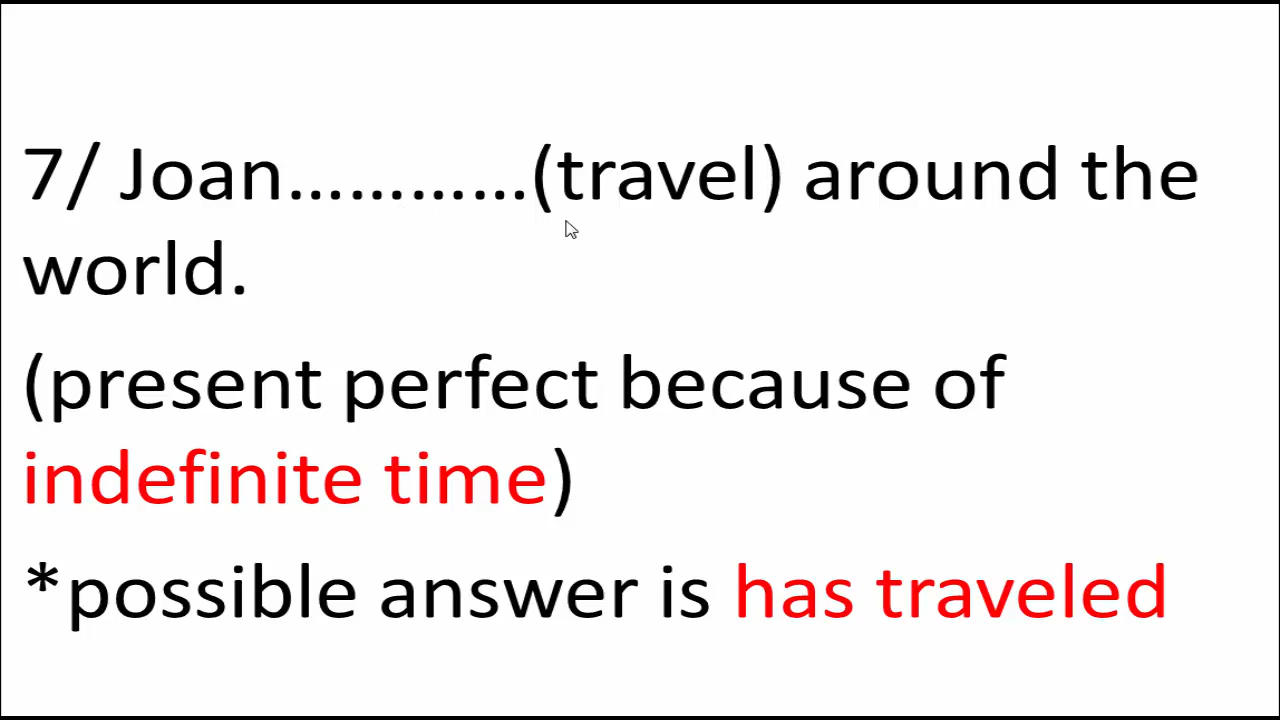 7/ Joan............(travel) around the
world.
(present perfect because of
indefinite time)
*possible answer is has traveled